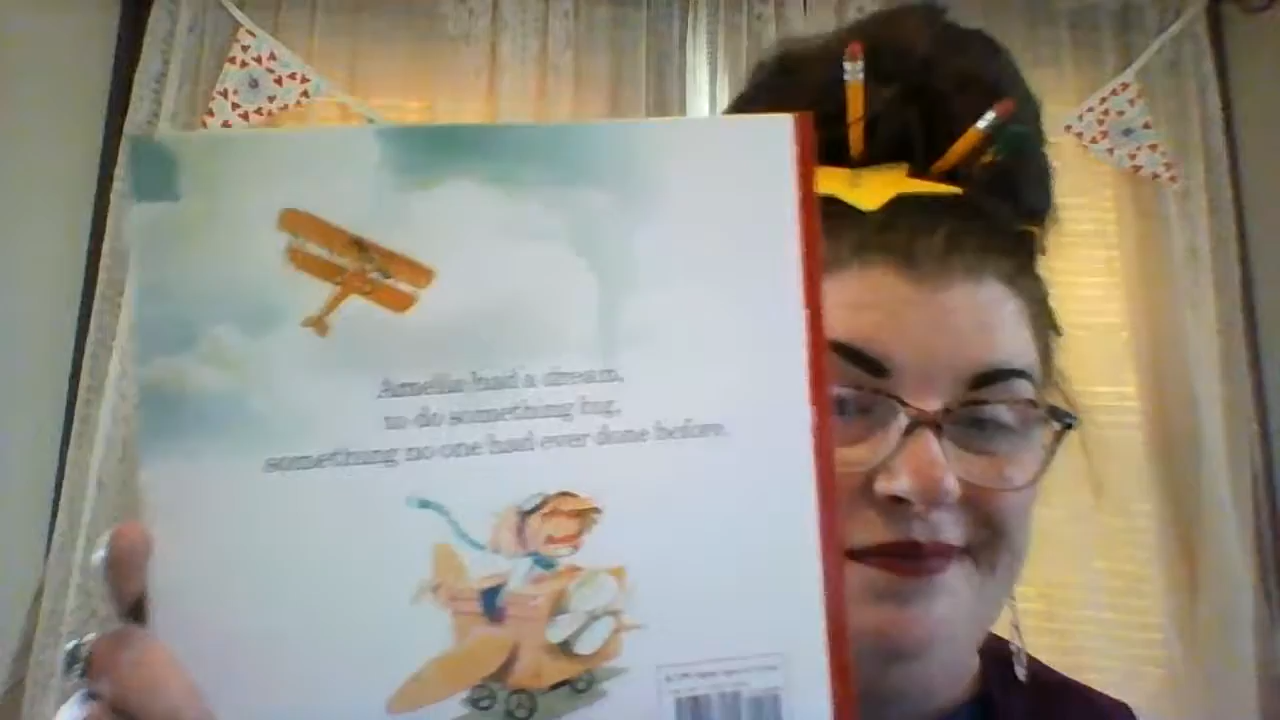 Amelia had a dream,
to do something big,
something no one had ever done before.